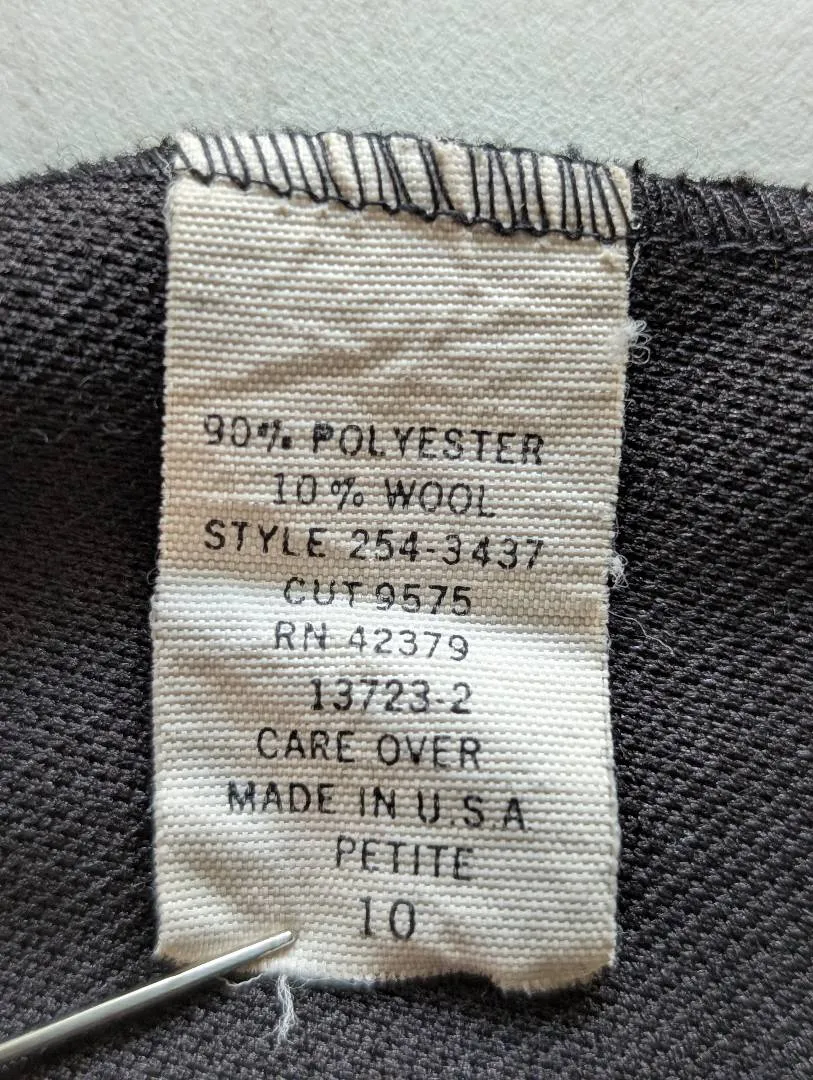 90% POLYESTER
10% WOOL
STYLE 254-3437
CUT 9575
RN 42379
13723-2
CARE OVER
MADE IN U.S.A.
PETITE
10